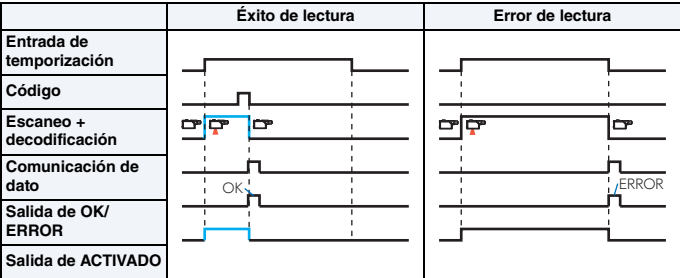 Éxito de lectura
Error de lectura
Entrada de
temporización
Código
Escaneo +
decodificación
Comunicación de
dato
OK
ERROR
Salida de OK/
ERROR
Salida de ACTIVADO